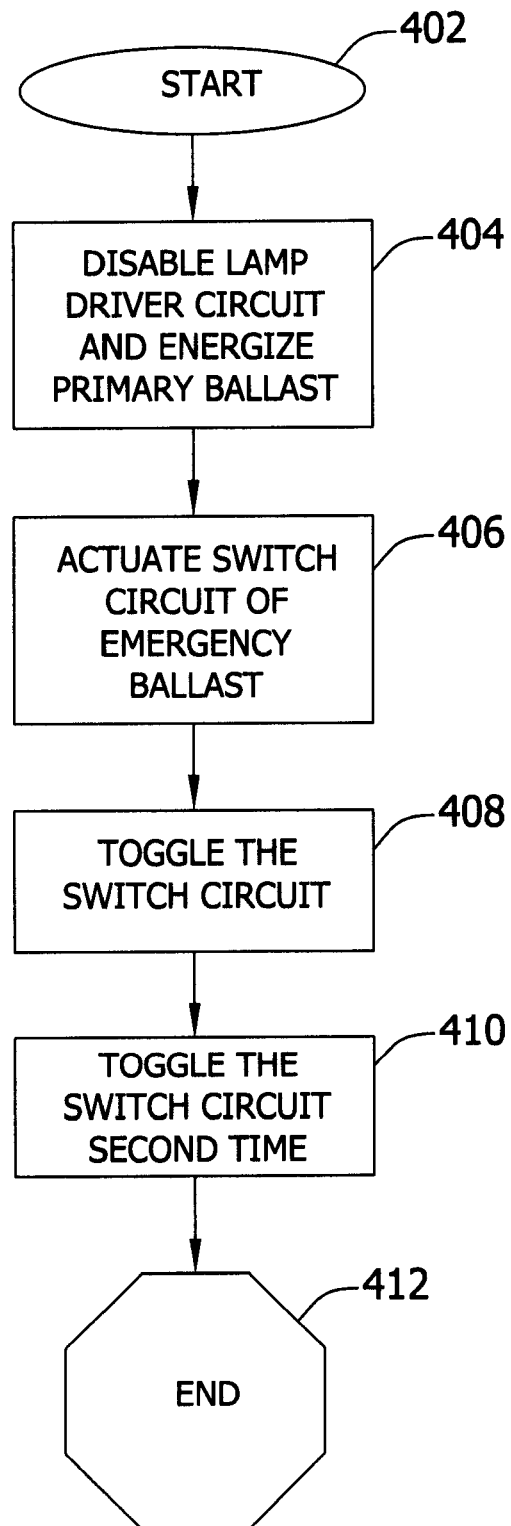 402
START
404
DISABLE LAMP
DRIVER CIRCUIT
AND ENERGIZE
PRIMARY BALLAST
406
ACTUATE SWITCH
CIRCUIT OF
EMERGENCY
BALLAST
408
TOGGLE THE
SWITCH CIRCUIT
410
TOGGLE THE
SWITCH CIRCUIT
SECOND TIME
412
END